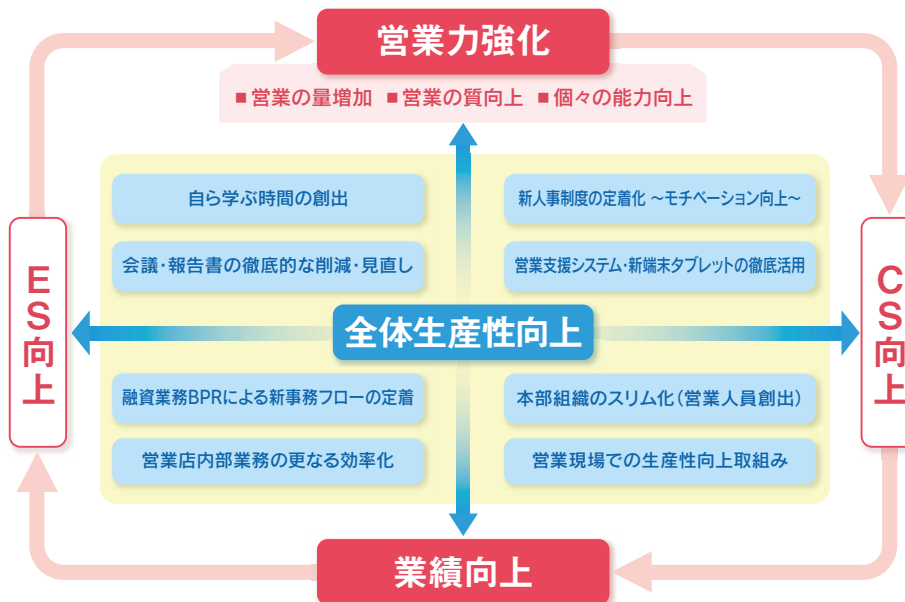 営業力強化
■営業の量増加 ■営業の質向上 ■個々の能力向上
自ら学ぶ時間の創出
新人事制度の定着化 ～モチベーション向上～
会議・報告書の徹底的な削減・見直し
営業支援システム・新端末タブレットの徹底活用
ES向上
全体生産性向上
CS向上
融資業務BPRによる新事務フローの定着
本部組織のスリム化（営業人員創出）
営業店内部業務の更なる効率化
営業現場での生産性向上取組み
業績向上